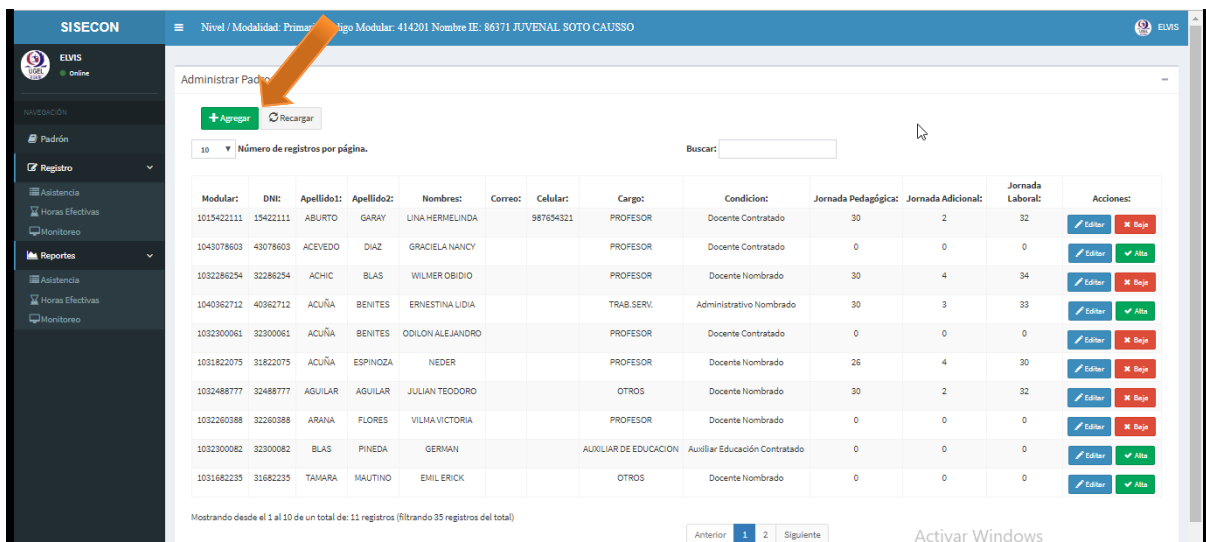 SISECON
Nivel / Modalidad: Primari digo Modular: 414201 Nombre IE: 86371 JUVENAL SOTO CAUSSO
ELVIS
UGEL
ELVIS
Online
NAVEGACIÓN
Padrón
Registro
Asistencia
Horas Efectivas
Monitoreo
Reportes
Asistencia
Horas Efectivas
Monitoreo
Administrar Padro
Agregar Recargar
10 Número de registros por página. Buscar:
Modular: DNI: Apellido1: Apellido2: Nombres: Correo: Celular: Cargo: Condicion: Jornada Pedagógica: Jornada Adicional: Jornada Laboral: Acciones:
1015422111 15422111 ABURTO GARAY LINA HERMELINDA 987654321 PROFESOR Docente Contratado 30 2 32 Editar Baja
1043078603 43078603 ACEVEDO DIAZ GRACIELA NANCY PROFESOR Docente Contratado 0 0 0 Editar Alta
1032286254 32286254 ACHIC BLAS WILMER OBIDIO PROFESOR Docente Nombrado 30 4 34 Editar Baja
1040362712 40362712 ACUÑA BENITES ERNESTINA LIDIA TRAB.SERV. Administrativo Nombrado 30 3 33 Editar Alta
1032300061 32300061 ACUÑA BENITES ODILON ALEJANDRO PROFESOR Docente Contratado 0 0 0 Editar Baja
1031822075 31822075 ACUÑA ESPINOZA NEDER PROFESOR Docente Nombrado 26 4 30 Editar Baja
1032488777 32488777 AGUILAR AGUILAR JULIAN TEODORO OTROS Docente Nombrado 30 2 32 Editar Baja
1032260388 32260388 ARANA FLORES VILMA VICTORIA PROFESOR Docente Nombrado 0 0 0 Editar Baja
1032300082 32300082 BLAS PINEDA GERMAN AUXILIAR DE EDUCACION Auxiliar Educación Contratado 0 0 0 Editar Alta
1031682235 31682235 TAMARA MAUTINO EMIL ERICK OTROS Docente Nombrado 0 0 0 Editar Alta
Mostrando desde el 1 al 10 de un total de: 11 registros (filtrando 35 registros del total)
Anterior 1 2 Siguiente
Activar Windows